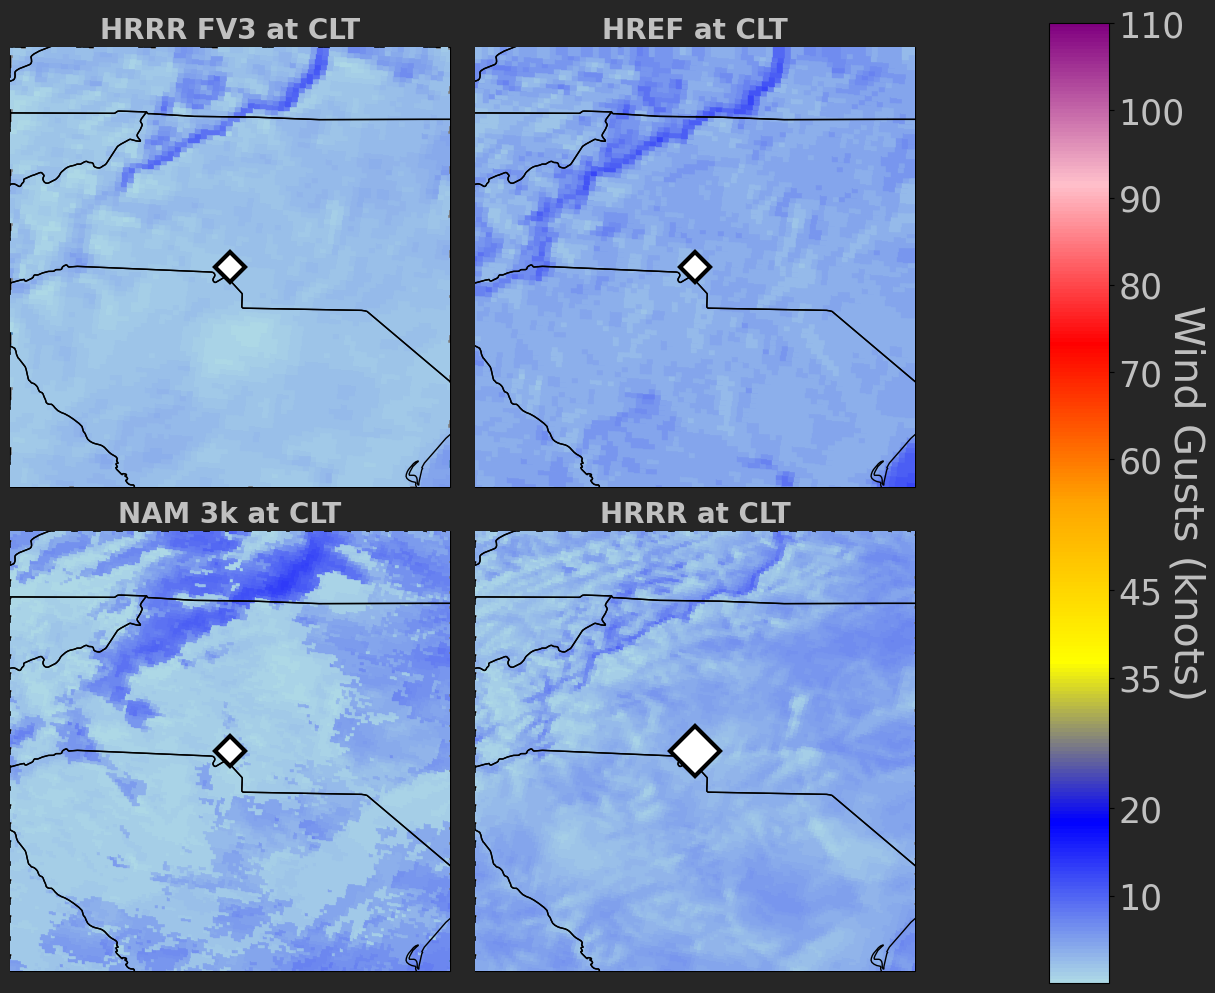 HRRR FV3 at CLT
HREF at CLT
NAM 3k at CLT
HRRR at CLT
110
100
90
80
70
60
45
35
20
10
Wind Gusts (knots)